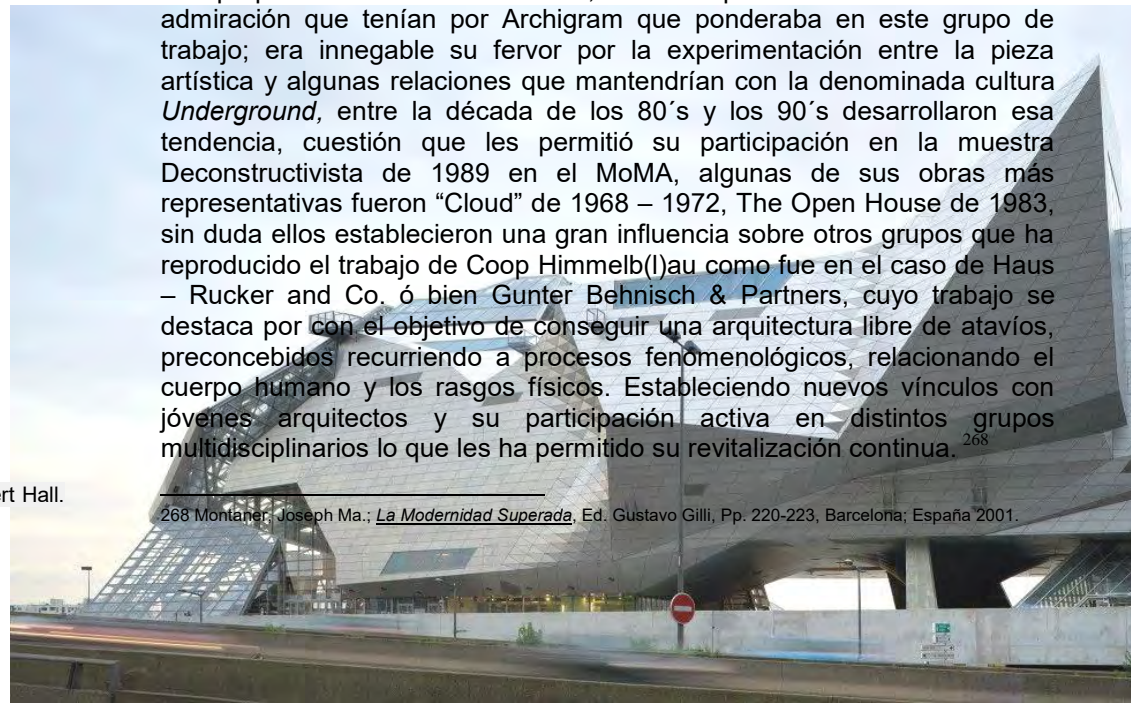 admiración que tenían por Archigram que ponderaba en este grupo de
trabajo; era innegable su fervor por la experimentación entre la pieza
artística y algunas relaciones que mantendrían con la denominada cultura
Underground, entre la década de los 80´s y los 90´s desarrollaron esa
tendencia, cuestión que les permitió su participación en la muestra
Deconstructivista de 1989 en el MoMA, algunas de sus obras más
representativas fueron “Cloud” de 1968 – 1972, The Open House de 1983,
sin duda ellos establecieron una gran influencia sobre otros grupos que ha
reproducido el trabajo de Coop Himmelb(l)au como fue en el caso de Haus
– Rucker and Co. ó bien Gunter Behnisch & Partners, cuyo trabajo se
destaca por con el objetivo de conseguir una arquitectura libre de atavíos,
preconcebidos recurriendo a procesos fenomenológicos, relacionando el
cuerpo humano y los rasgos físicos. Estableciendo nuevos vínculos con
jóvenes arquitectos y su participación activa en distintos grupos
multidisciplinarios lo que les ha permitido su revitalización continua. 268
Hall.
268 Montaner, Joseph Ma.; La Modernidad Superada, Ed. Gustavo Gilli, Pp. 220-223, Barcelona; España 2001.